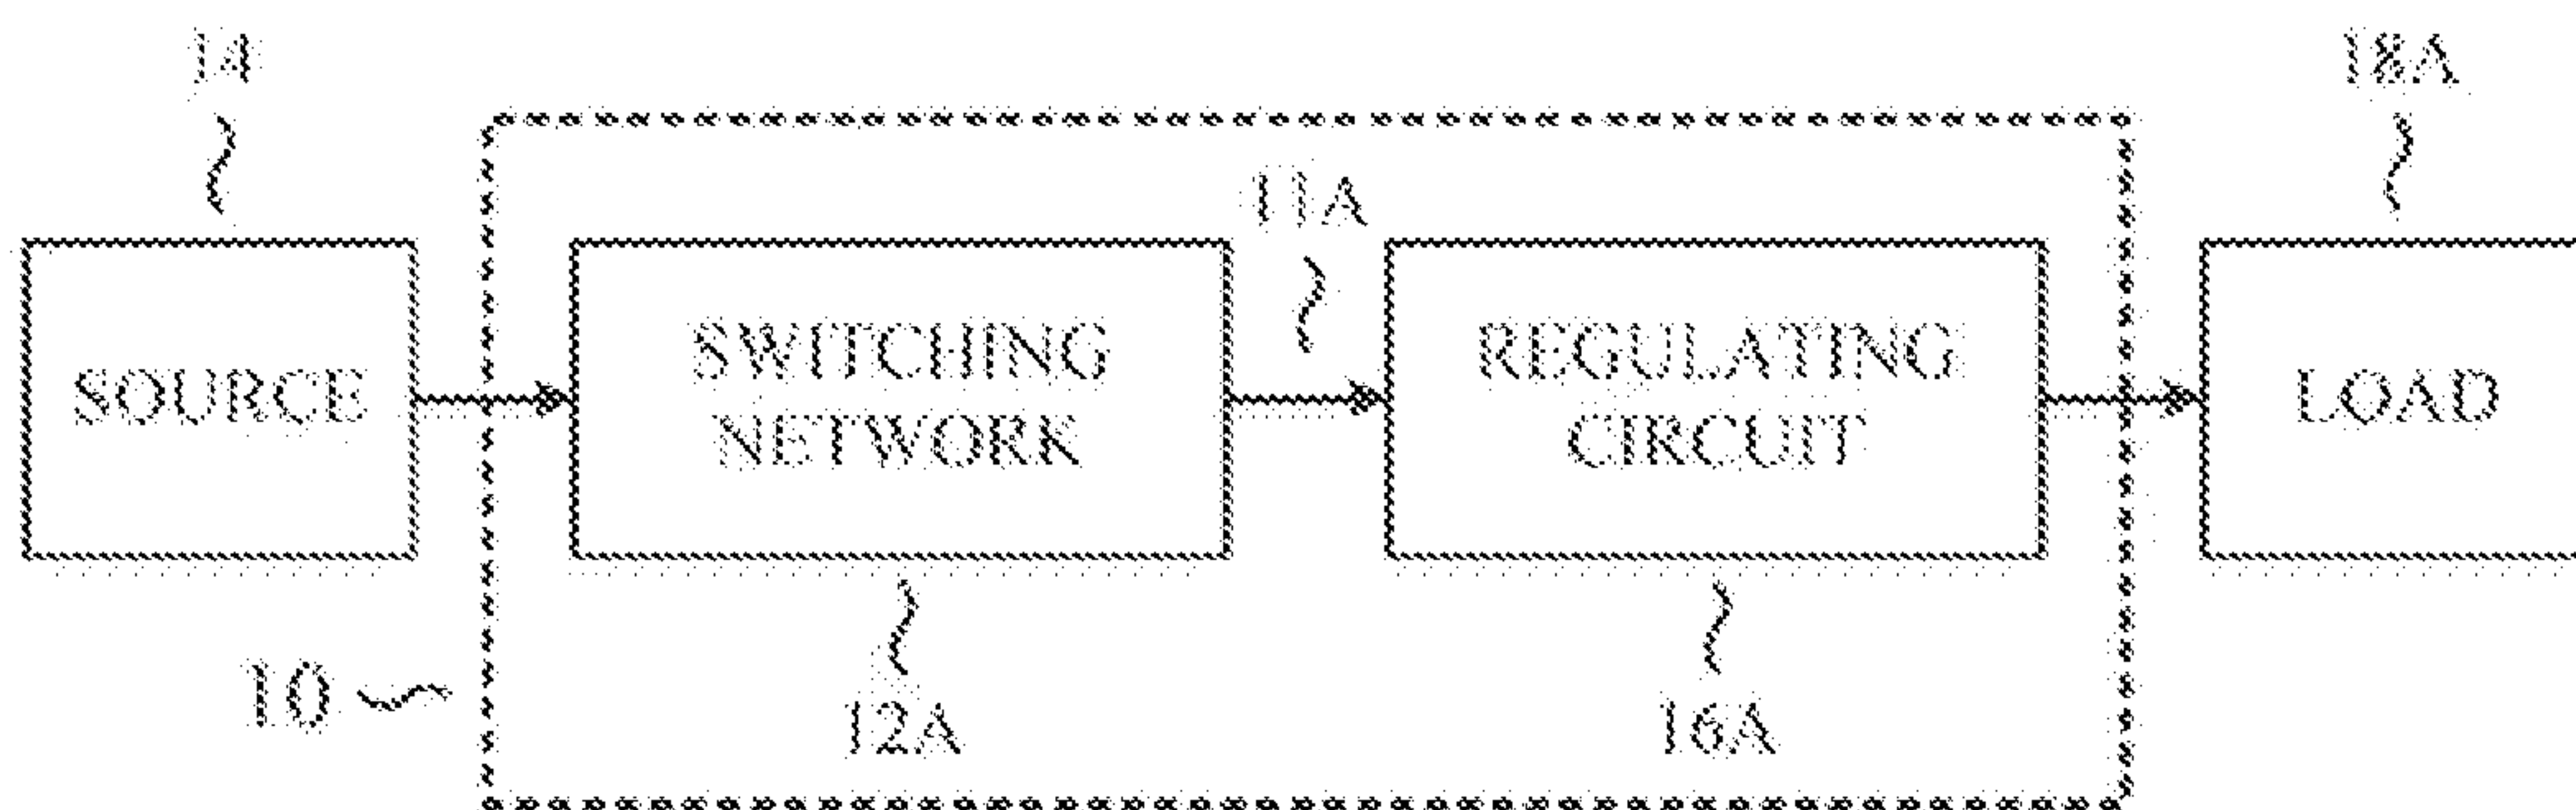 14
18A
11A
SOURCE
SWITCHING
NETWORK
REGULATING
CIRCUIT
LOAD
10
12A
16A